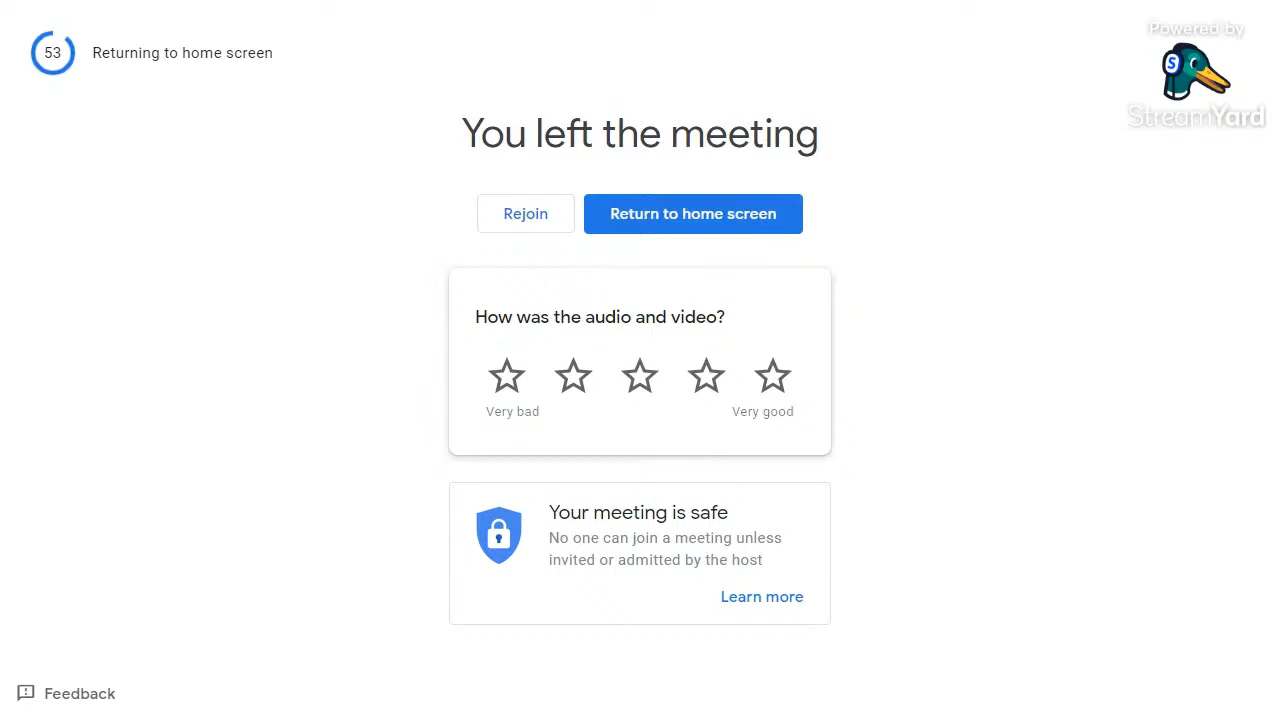 53
Returning to home screen
Powered by
S
StreamYard
You left the meeting
Rejoin
Return to home screen
How was the audio and video?
Very bad
Very good
Your meeting is safe
No one can join a meeting unless
invited or admitted by the host
Learn more
Feedback